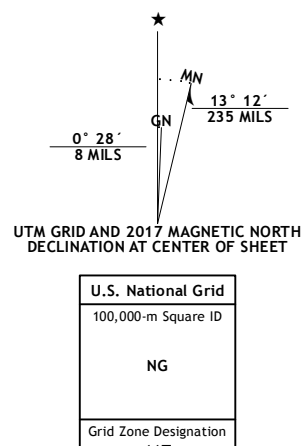 ★
MN
GN
13° 12´
235 MILS
0° 28´
8 MILS
UTM GRID AND 2017 MAGNETIC NORTH
DECLINATION AT CENTER OF SHEET
U.S. National Grid
100,000-m Square ID
NG
Grid Zone Designation